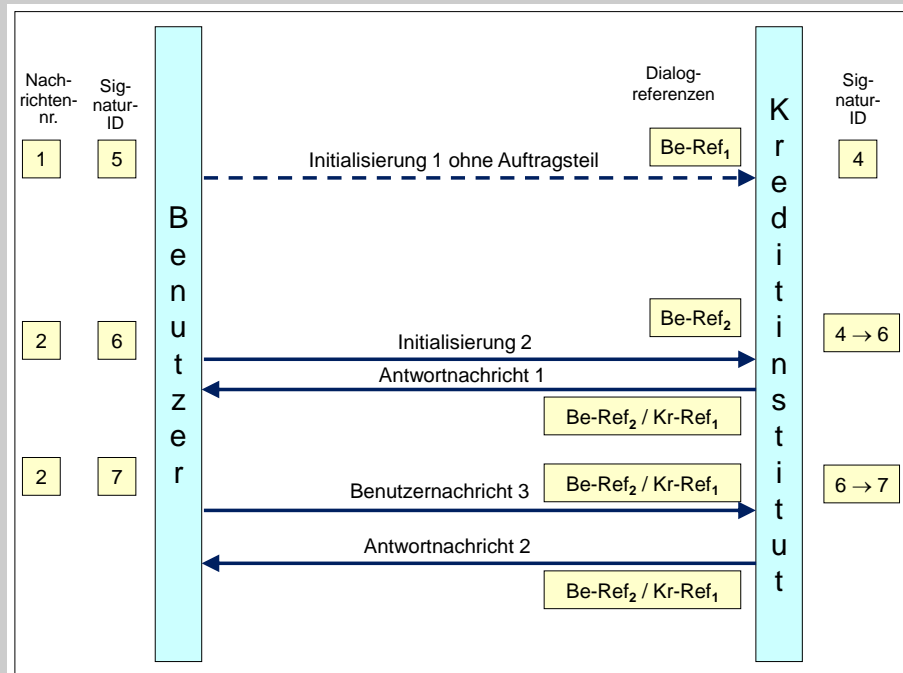 Nach-
richten-
nr.
Sig-
natur-
ID
Dialog-
referenzen
Sig-
natur-
ID
1
5
Initialisierung 1 ohne Auftragsteil
Be-Ref1
4
Benutzer
Kreditinstitut
Be-Ref2
2
6
Initialisierung 2
4 → 6
Antwortnachricht 1
Be-Ref2 / Kr-Ref1
2
7
Benutzernachricht 3
Be-Ref2 / Kr-Ref1
6 → 7
Antwortnachricht 2
Be-Ref2 / Kr-Ref1